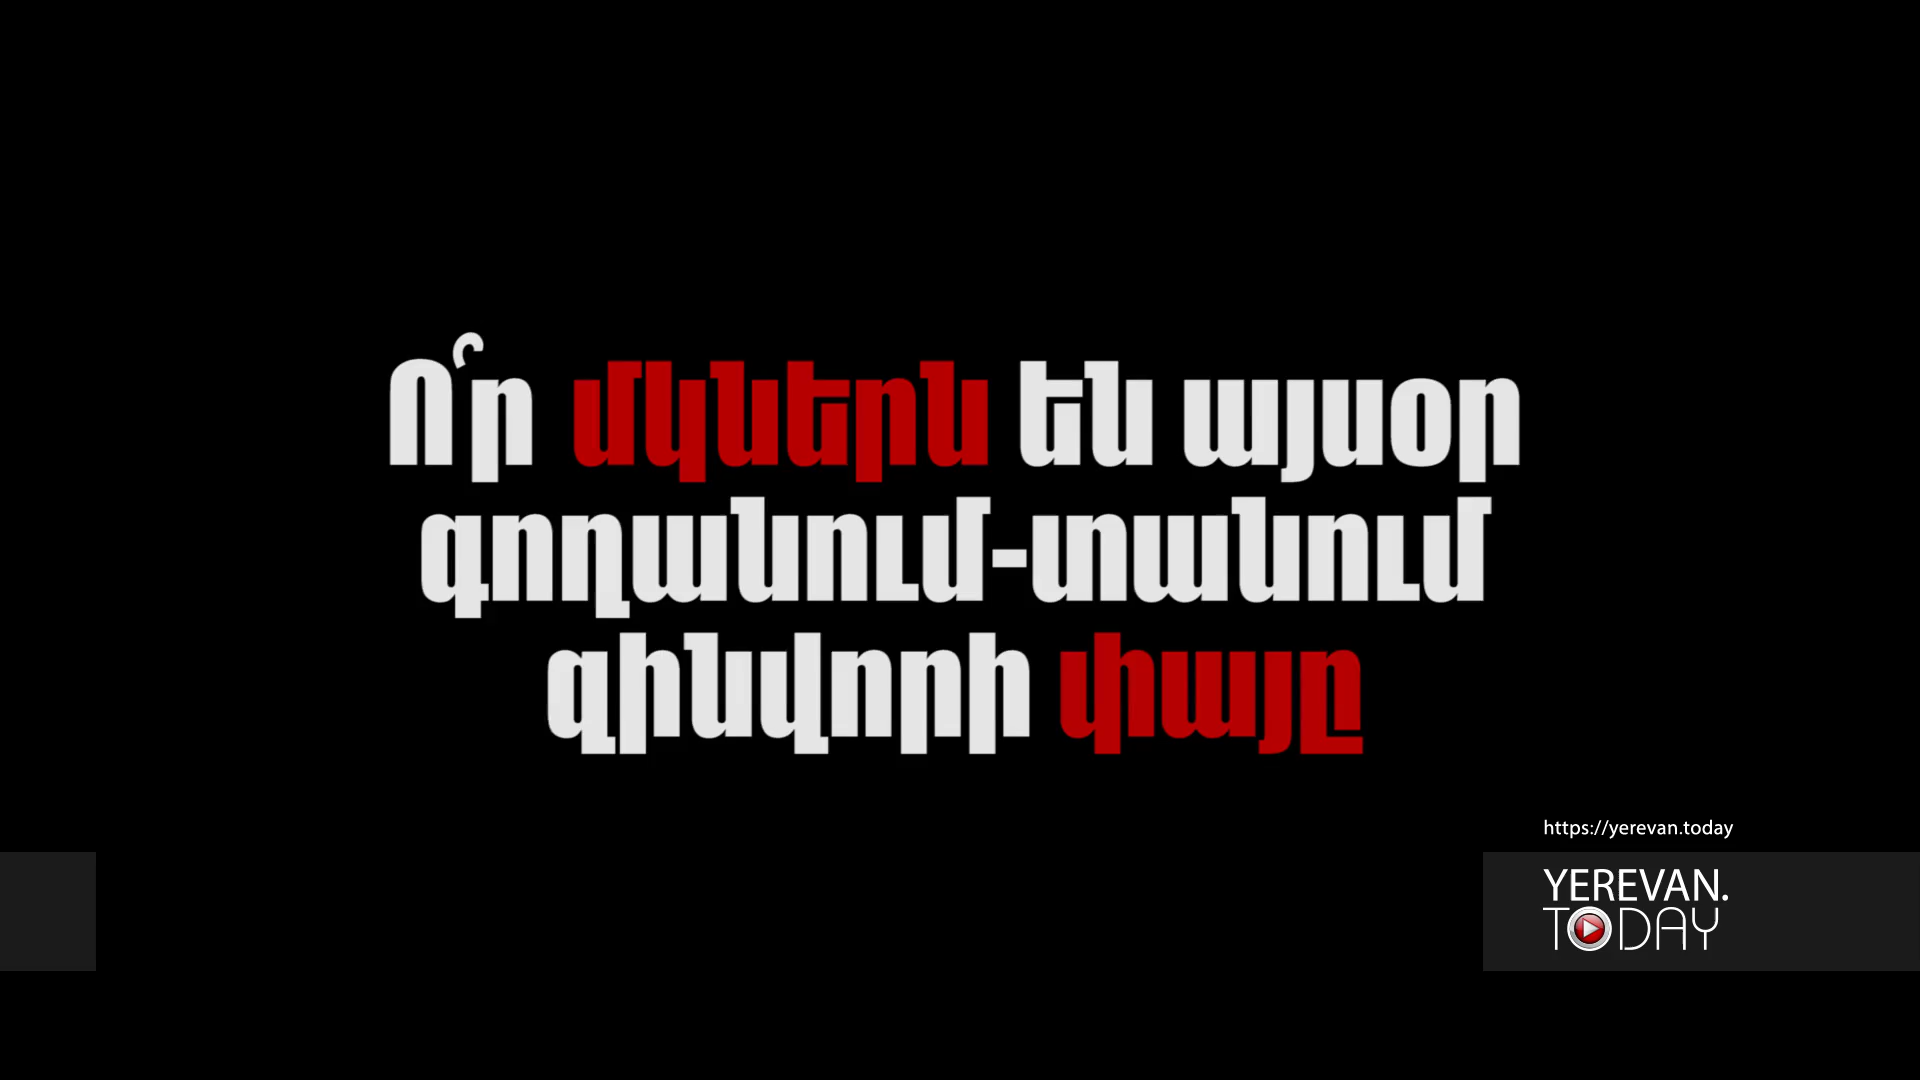 Ո՞ր մկներն են այսօր
գողանում-տանում
զինվորի փայը
https://yerevan.today
YEREVAN.
TODAY